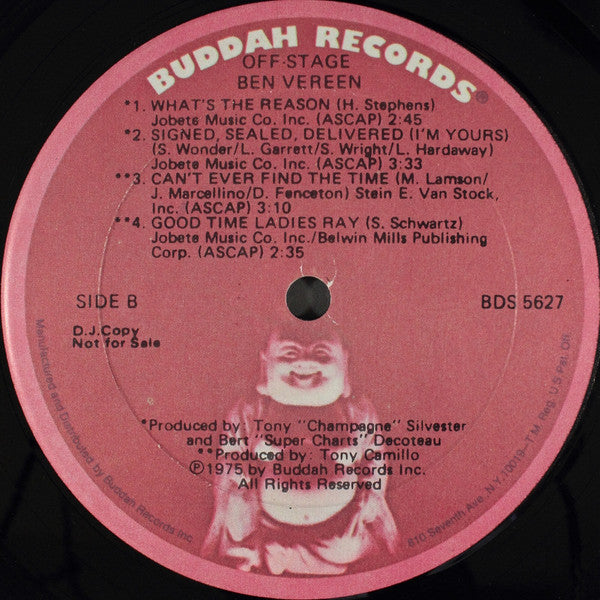 BUDDAH RECORDS®
OFF-STAGE
BEN VEREEN
*1. WHAT'S THE REASON (H. Stephens)
Jobete Music Co. Inc. (ASCAP) 2:45
*2. SIGNED, SEALED, DELIVERED (I'M YOURS)
(S. Wonder/L. Garrett/S. Wright/L. Hardaway)
Jobete Music Co. Inc. (ASCAP) 3:33
**3. CAN'T EVER FIND THE TIME (M. Lamson/
J. Marcellino/D. Fenceton) Stein E. Van Stock,
Inc. (ASCAP) 3:10
**4. GOOD TIME LADIES RAY (S. Schwartz)
Jobete Music Co. Inc./Belwin Mills Publishing
Corp. (ASCAP) 2:35
SIDE B
BDS 5627
D.J.Copy
Not for Sale
*Produced by: Tony "Champagne" Silvester
and Bert "Super Charts" Decoteau
**Produced by: Tony Camillo
Ⓟ1975 by Buddah Records Inc.
All Rights Reserved
Manufactured and Distributed by Buddah Records Inc.
810 Seventh Ave. N.Y. 10019–T.M. Reg. U.S Pat. Off.